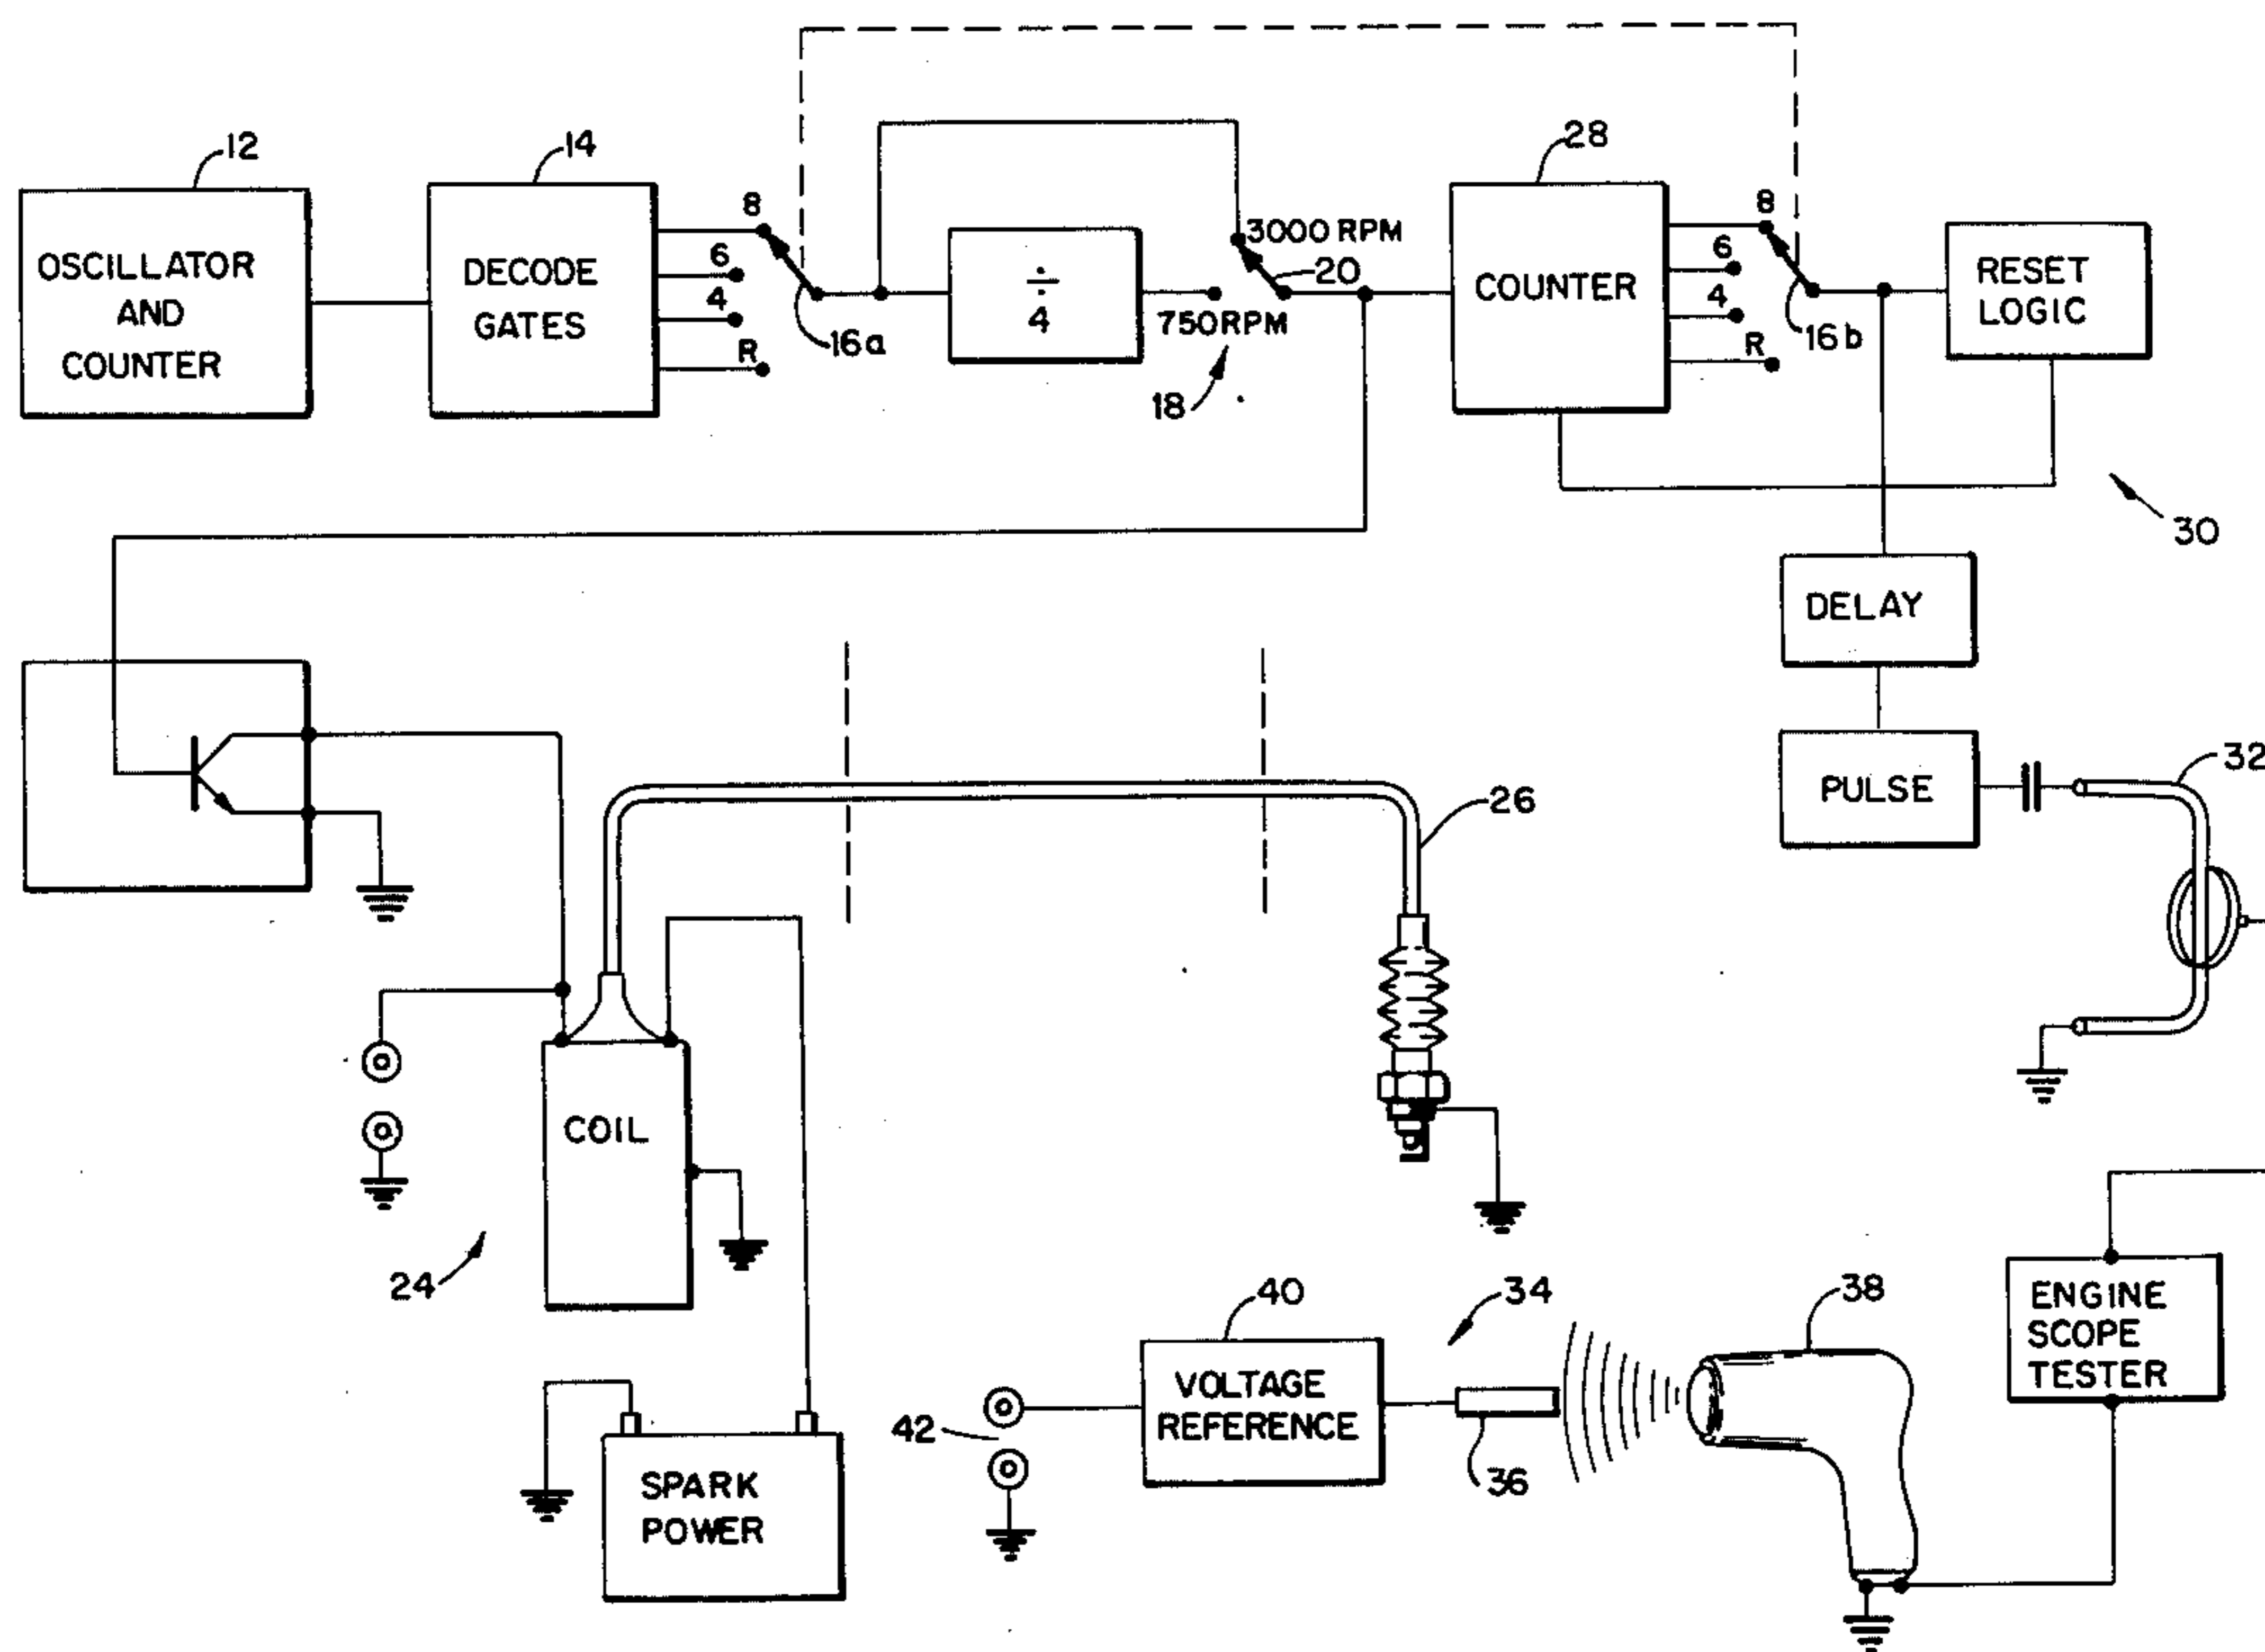 12
14
28
OSCILLATOR
AND
COUNTER
DECODE
GATES
8
6
4
R
16a
÷
4
3000 RPM
20
750RPM
18
COUNTER
8
6
4
R
16b
RESET
LOGIC
30
DELAY
PULSE
32
26
COIL
24
SPARK
POWER
42
40
VOLTAGE
REFERENCE
34
36
38
ENGINE
SCOPE
TESTER